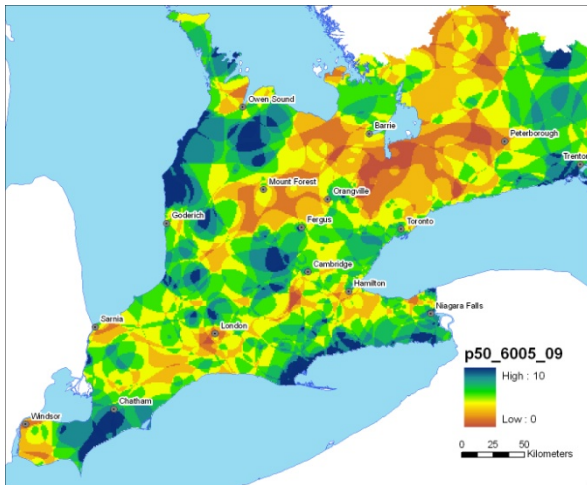 Owen Sound
Barrie
Peterborough
Trenton
Mount Forest
Orangville
Goderich
Fergus
Toronto
Cambridge
Hamilton
Niagara Falls
Sarnia
London
Chatham
Windsor
p50_6005_09
High : 10
Low : 0
0 25 50
Kilometers